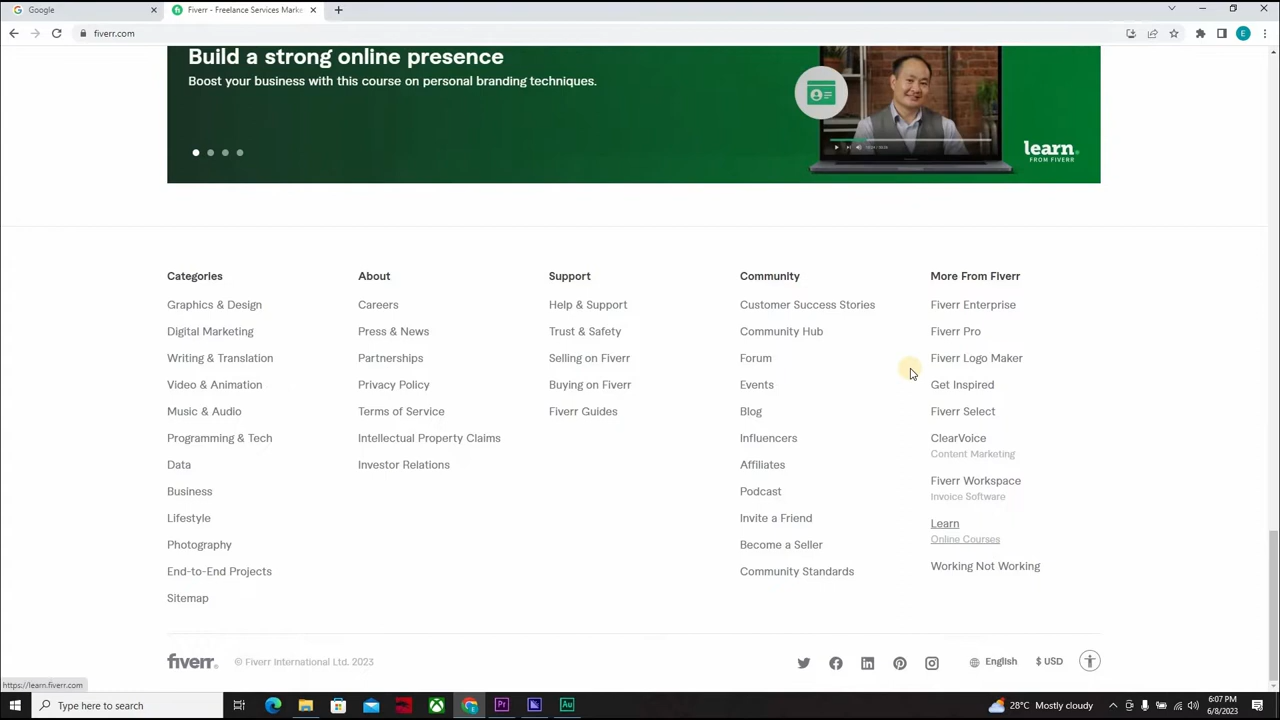 Google
Fiverr - Freelance Services Marke
fiverr.com
E
Build a strong online presence
Boost your business with this course on personal branding techniques.
learn
FROM FIVERR
Categories
Graphics & Design
Digital Marketing
Writing & Translation
Video & Animation
Music & Audio
Programming & Tech
Data
Business
Lifestyle
Photography
End-to-End Projects
Sitemap
About
Careers
Press & News
Partnerships
Privacy Policy
Terms of Service
Intellectual Property Claims
Investor Relations
Support
Help & Support
Trust & Safety
Selling on Fiverr
Buying on Fiverr
Fiverr Guides
Community
Customer Success Stories
Community Hub
Forum
Events
Blog
Influencers
Affiliates
Podcast
Invite a Friend
Become a Seller
Community Standards
More From Fiverr
Fiverr Enterprise
Fiverr Pro
Fiverr Logo Maker
Get Inspired
Fiverr Select
ClearVoice
Content Marketing
Fiverr Workspace
Invoice Software
Learn
Online Courses
Working Not Working
fiverr.
© Fiverr International Ltd. 2023
English
$ USD
https://learn.fiverr.com
Type here to search
Pr
Au
28°C Mostly cloudy
6:07 PM
6/8/2023